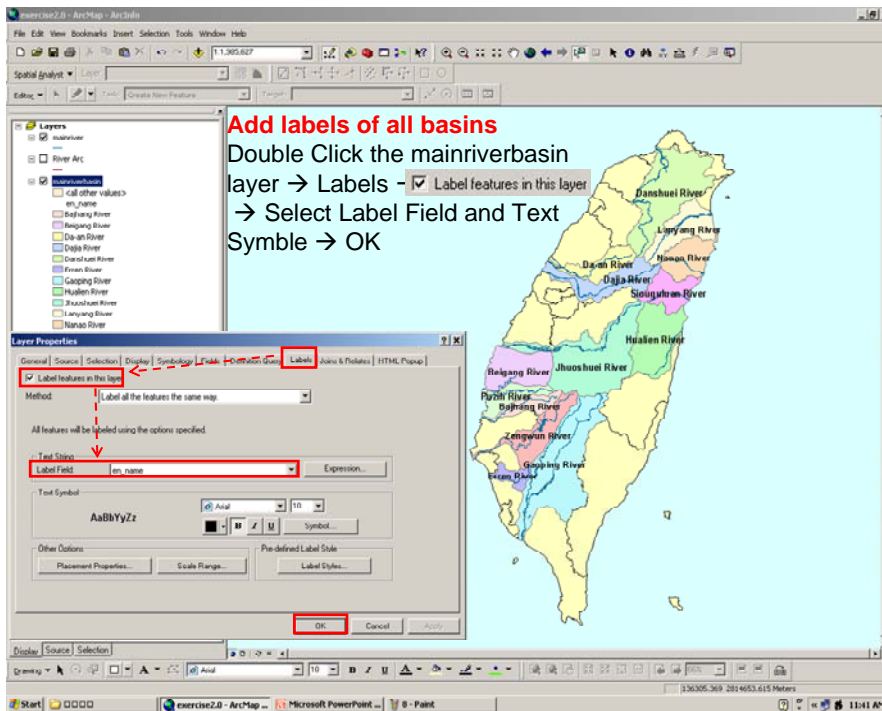 exercise2.0 - ArcMap - ArcInfo
File Edit View Bookmarks Insert Selection Tools Window Help
1:1,305,627
Spatial Analyst Layer:
Editor Task: Create New Feature Target:
Layers
mainriver
River Arc
mainriverbasin
<all other values>
en_name
Bajhang River
Beigang River
Da-an River
Dajia River
Danshuei River
Erren River
Gaoping River
Hualien River
Jhuoshuei River
Lanyang River
Nanao River
Add labels of all basins
Double Click the mainriverbasin
layer → Labels - Label features in this layer
→ Select Label Field and Text
Symble → OK
Danshuei River
Lanyang River
Nanao River
Da-an River
Dajia River
Siouguluan River
Hualien River
Beigang River
Jhuoshuei River
Puzih River
Bajhang River
Zengwun River
Gaoping River
Erren River
Layer Properties
General Source Selection Display Symbology Fields Definition Query Labels Joins & Relates HTML Popup
Label features in this layer
Method: Label all the features the same way.
All features will be labeled using the options specified.
Text String
Label Field: en_name Expression...
Text Symbol
AaBbYyZz
Arial 10
B I U Symbol...
Other Options
Pre-defined Label Style
Placement Properties... Scale Range... Label Styles...
OK Cancel Apply
Display Source Selection
Drawing A Arial 10 B I U A
136305.369 2814653.615 Meters
Start exercise2.0 - ArcMap ... Microsoft PowerPoint ... 8 - Paint 11:41 AM